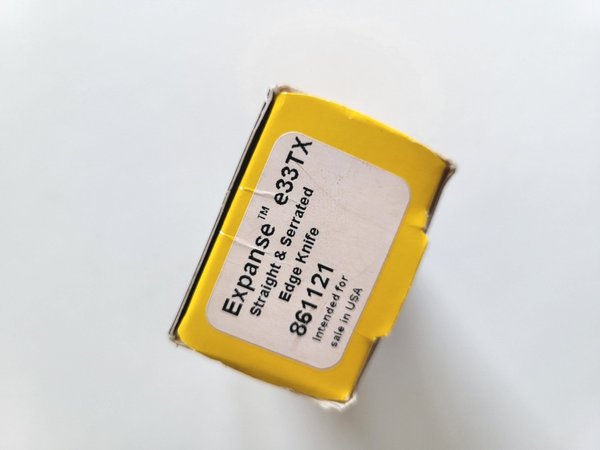 Expanse™ e33TX
Straight & Serrated
Edge Knife
861121
Intended for
sale in USA